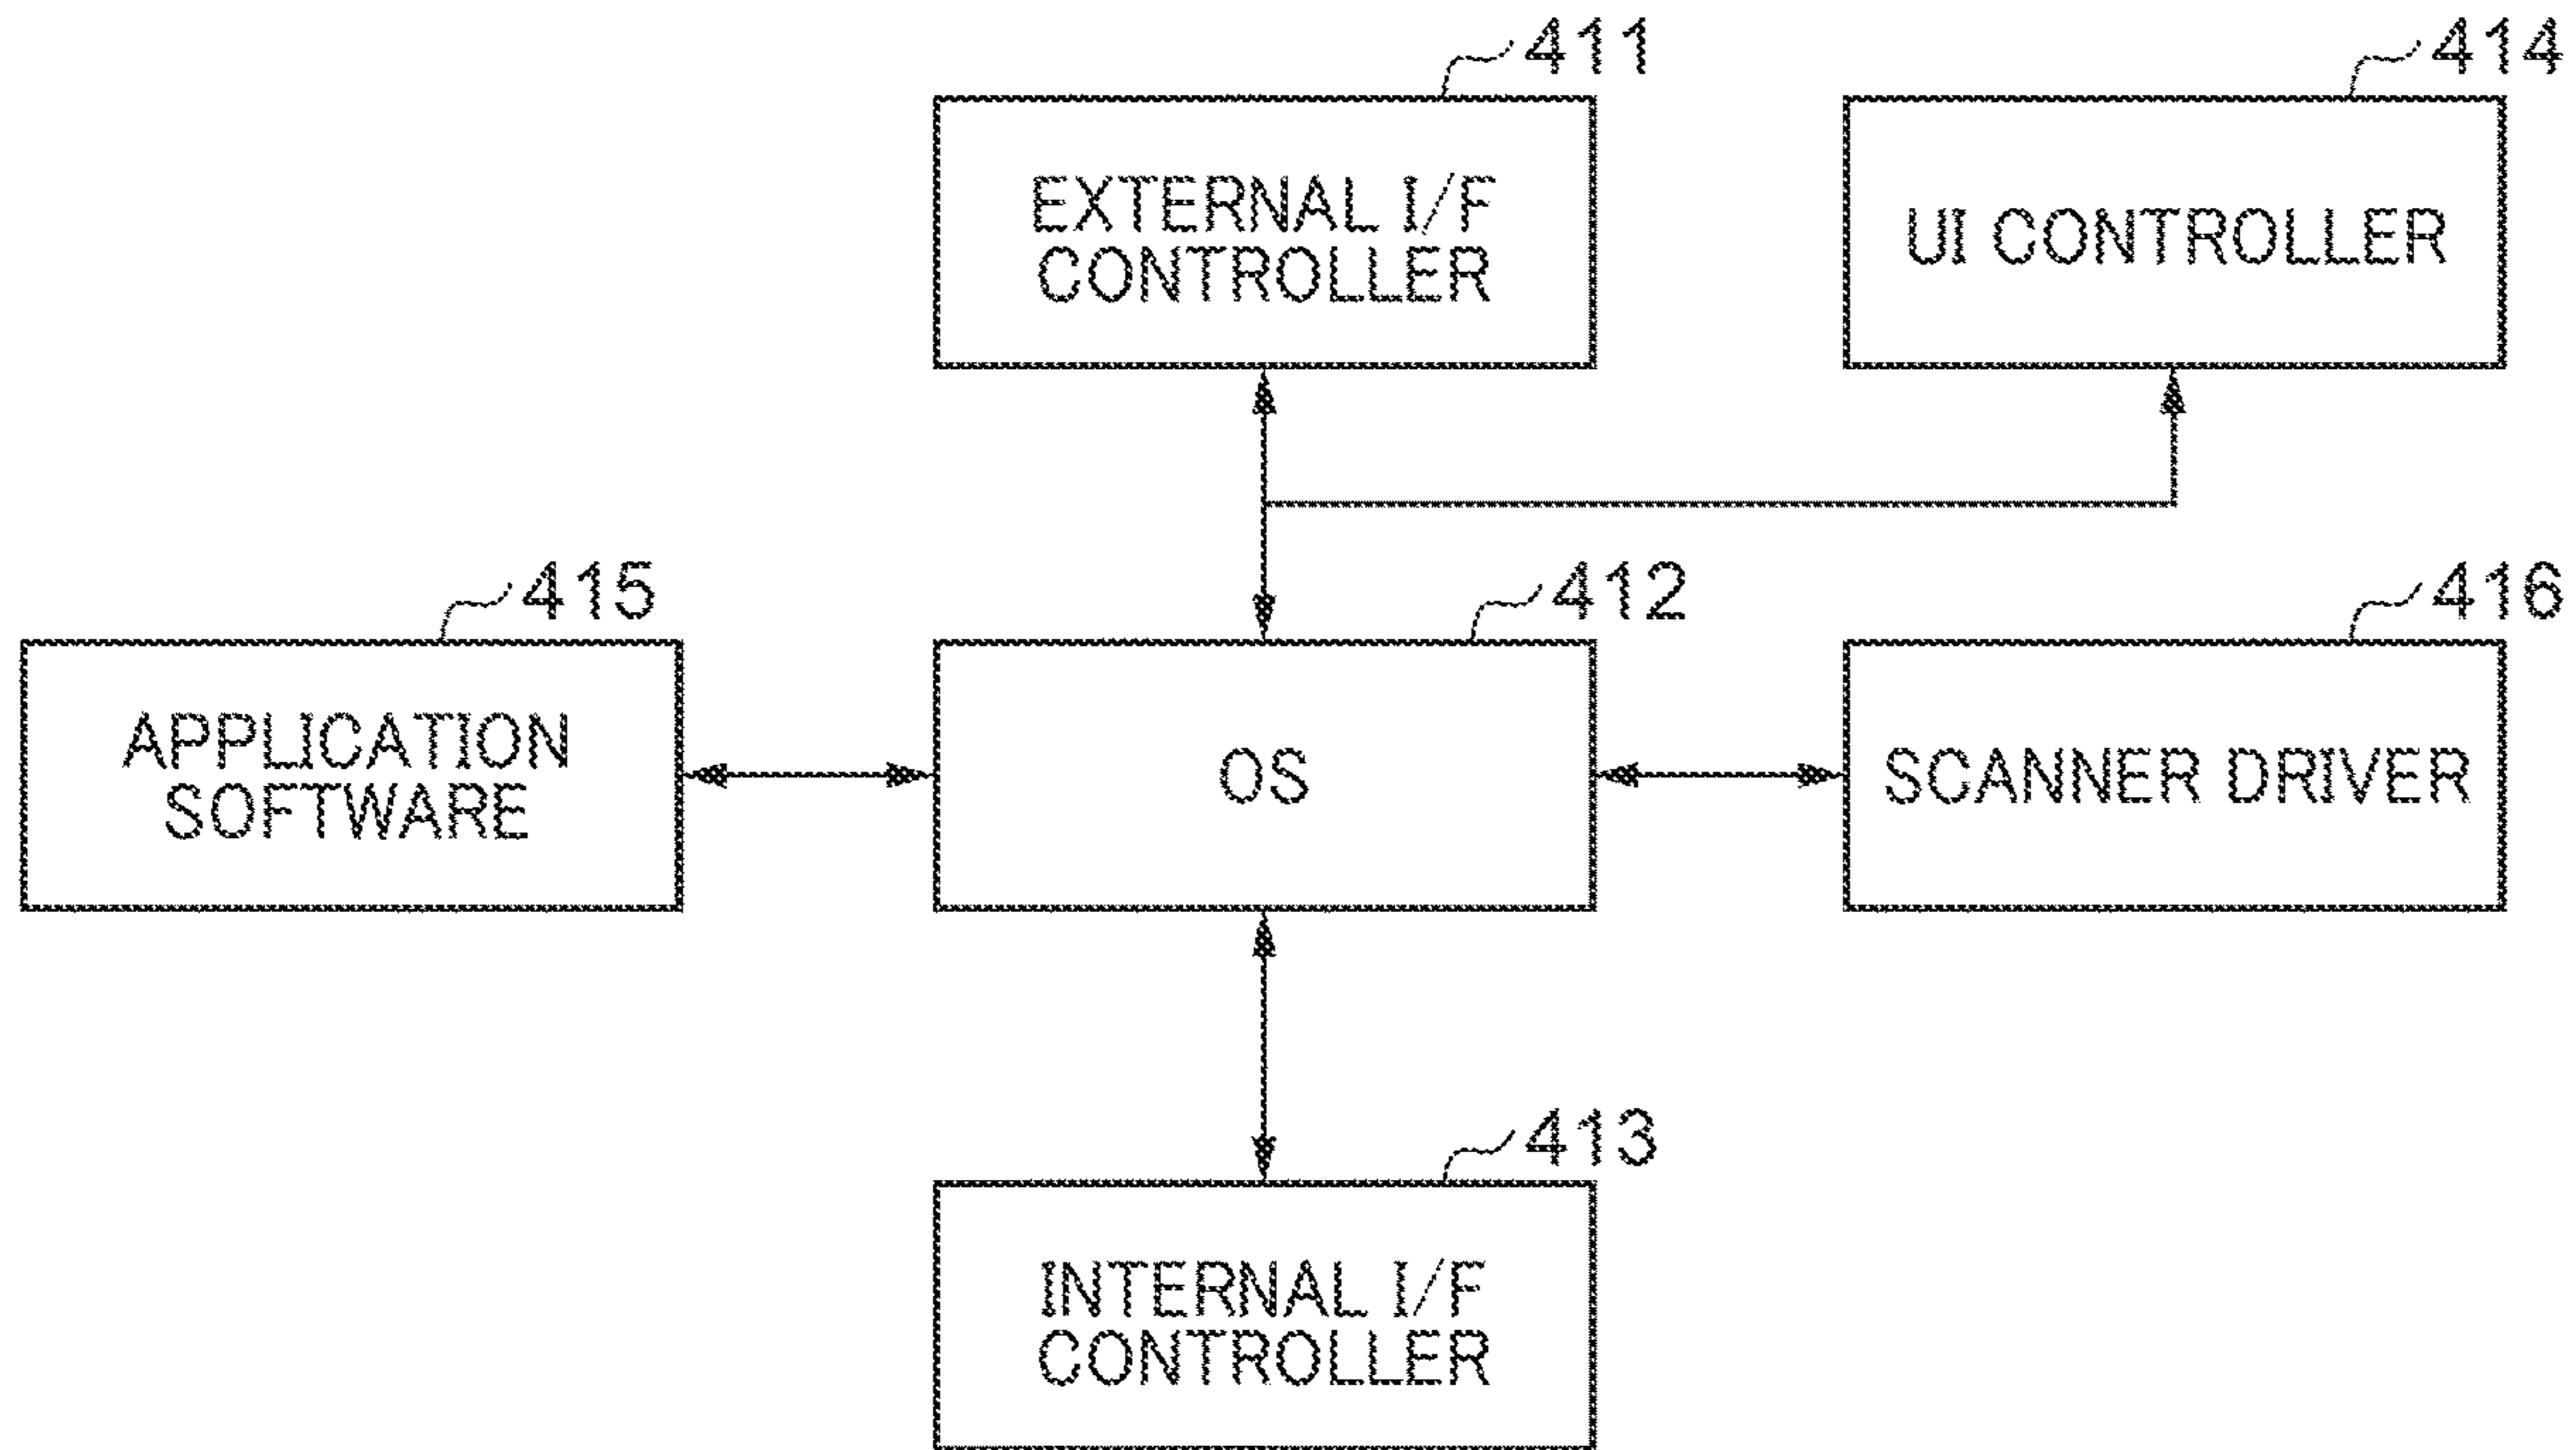 411
414
EXTERNAL I/F
CONTROLLER
UI CONTROLLER
415
412
416
APPLICATION
SOFTWARE
OS
SCANNER DRIVER
413
INTERNAL I/F
CONTROLLER